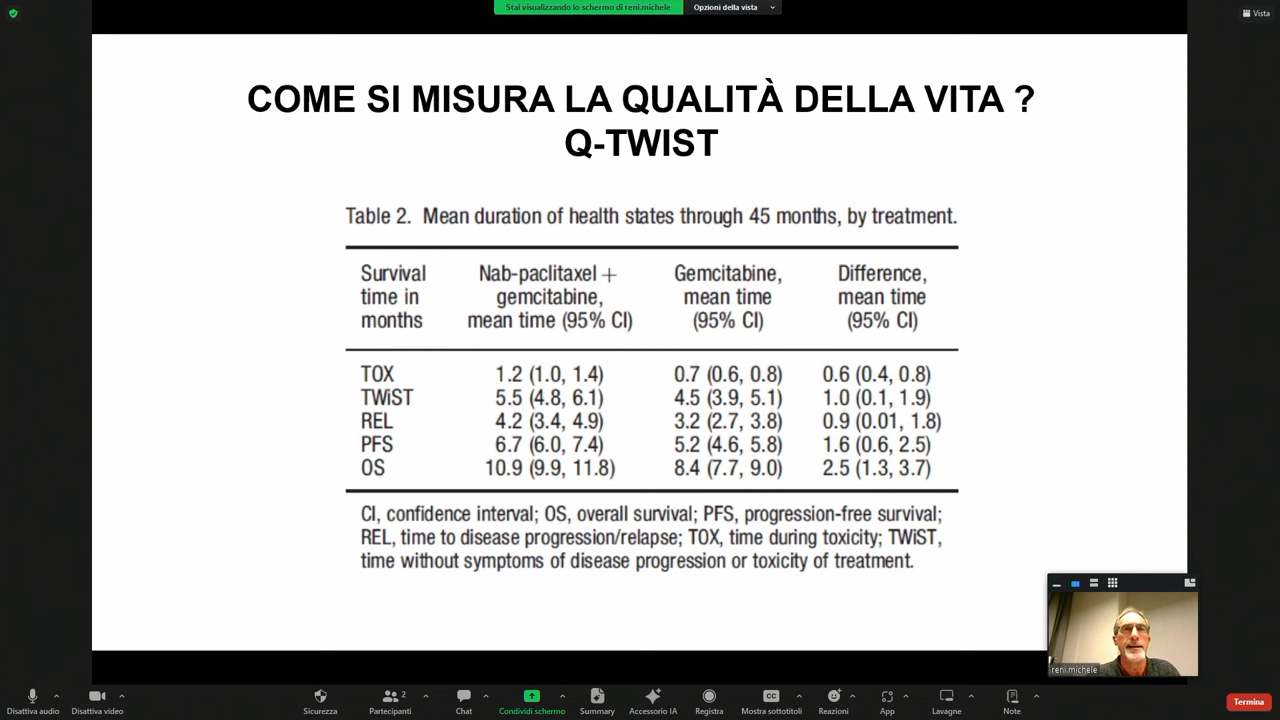 Stai visualizzando lo schermo di reni.michele
Opzioni della vista
Vista
COME SI MISURA LA QUALITÀ DELLA VITA ?
Q-TWIST
Table 2. Mean duration of health states through 45 months, by treatment.
Survival time in months
Nab-paclitaxel + gemcitabine, mean time (95% CI)
Gemcitabine, mean time (95% CI)
Difference, mean time (95% CI)
TOX 1.2 (1.0, 1.4) 0.7 (0.6, 0.8) 0.6 (0.4, 0.8)
TWiST 5.5 (4.8, 6.1) 4.5 (3.9, 5.1) 1.0 (0.1, 1.9)
REL 4.2 (3.4, 4.9) 3.2 (2.7, 3.8) 0.9 (0.01, 1.8)
PFS 6.7 (6.0, 7.4) 5.2 (4.6, 5.8) 1.6 (0.6, 2.5)
OS 10.9 (9.9, 11.8) 8.4 (7.7, 9.0) 2.5 (1.3, 3.7)
CI, confidence interval; OS, overall survival; PFS, progression-free survival;
REL, time to disease progression/relapse; TOX, time during toxicity; TWiST,
time without symptoms of disease progression or toxicity of treatment.
reni.michele
Disattiva audio
Disattiva video
Sicurezza
2
Partecipanti
Chat
Condividi schermo
Summary
Accessorio IA
Registra
CC
Mostra sottotitoli
Reazioni
App
Lavagne
Note
Termina